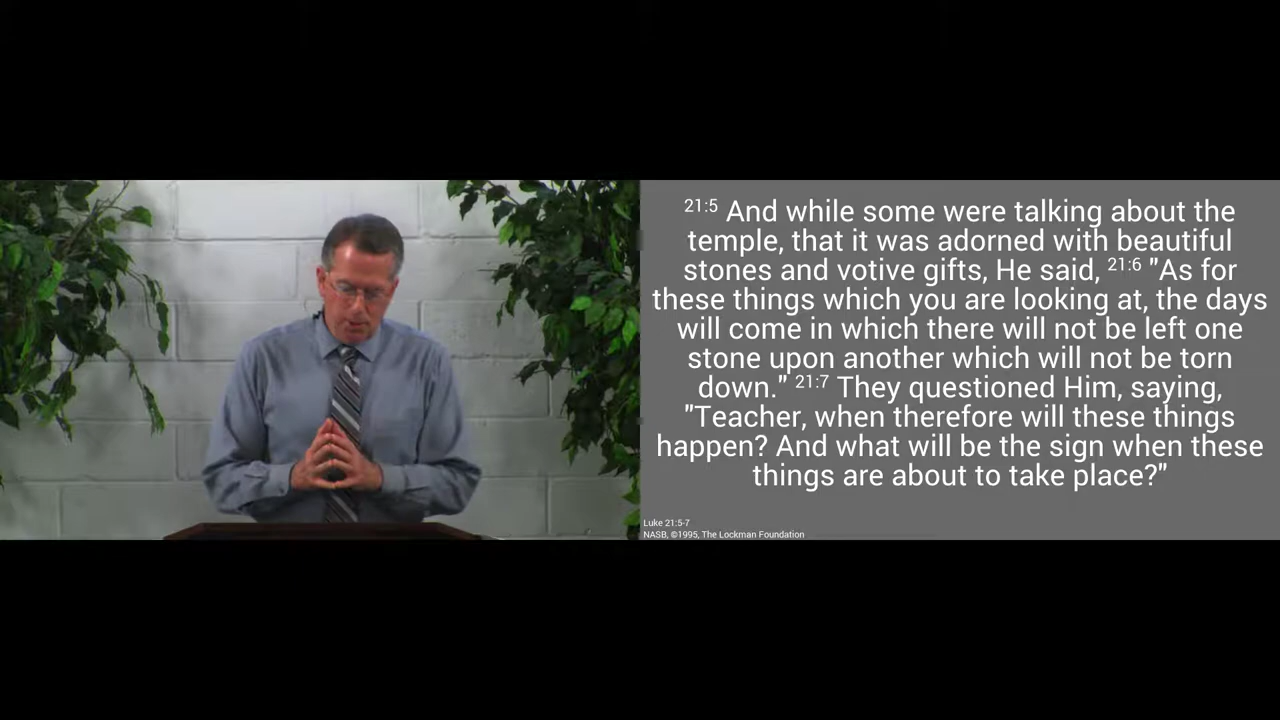 21:5 And while some were talking about the
temple, that it was adorned with beautiful
stones and votive gifts, He said, 21:6 "As for
these things which you are looking at, the days
will come in which there will not be left one
stone upon another which will not be torn
down." 21:7 They questioned Him, saying,
"Teacher, when therefore will these things
happen? And what will be the sign when these
things are about to take place?"
Luke 21:5-7
NASB, ©1995, The Lockman Foundation